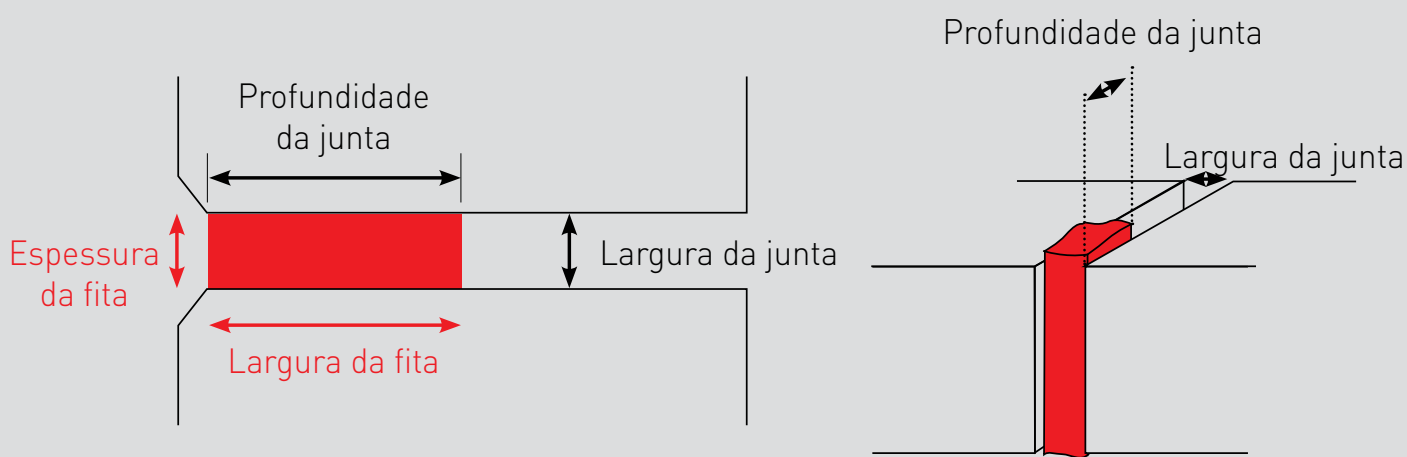 Profundidade
da junta
Espessura
da fita
Largura da junta
Largura da fita
Profundidade da junta
Largura da junta